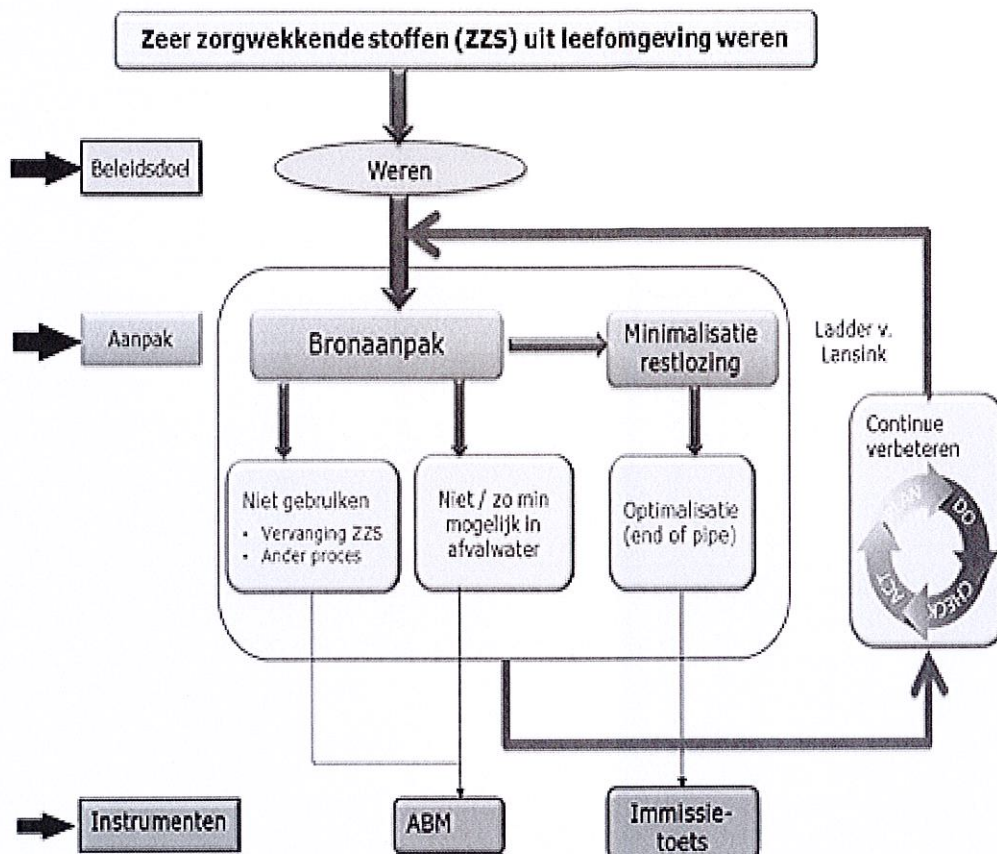 Zeer zorgwekkende stoffen (ZZS) uit leefomgeving weren
Beleidsdoel
Weren
Aanpak
Bronaanpak
Minimalisatie
restlozing
Ladder v.
Lansink
Niet gebruiken
• Vervanging ZZS
• Ander proces
Niet / zo min
mogelijk in
afvalwater
Optimalisatie
(end of pipe)
Continue
verbeteren
PLAN
DO
CHECK
ACT
Instrumenten
ABM
Immissie-
toets